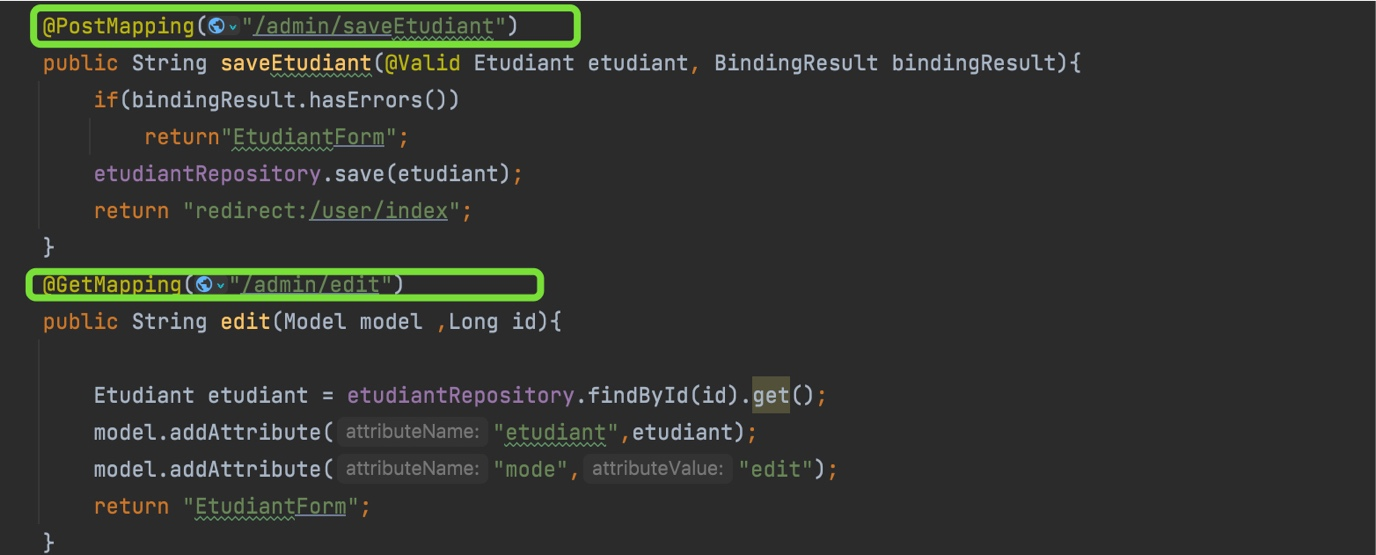 @PostMapping("/admin/saveEtudiant")
public String saveEtudiant(@Valid Etudiant etudiant, BindingResult bindingResult){
if(bindingResult.hasErrors())
return"EtudiantForm";
etudiantRepository.save(etudiant);
return "redirect:/user/index";
}
@GetMapping("/admin/edit")
public String edit(Model model ,Long id){
Etudiant etudiant = etudiantRepository.findById(id).get();
model.addAttribute( attributeName: "etudiant",etudiant);
model.addAttribute( attributeName: "mode", attributeValue: "edit");
return "EtudiantForm";
}